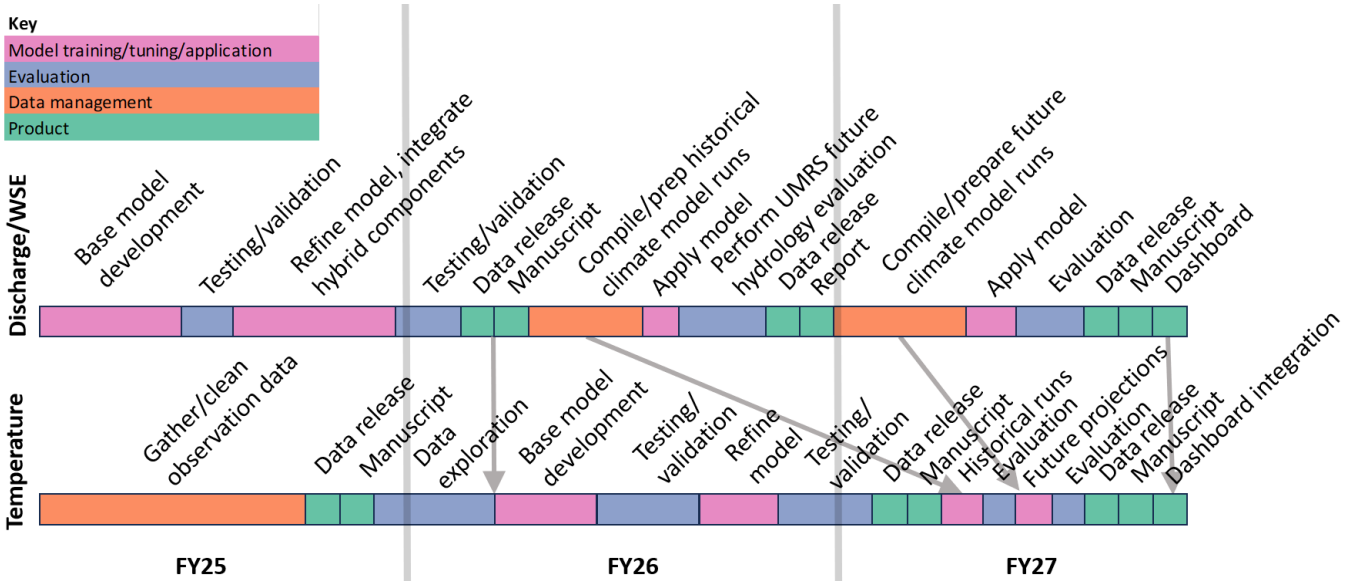 Key
Model training/tuning/application
Evaluation
Data management
Product
Discharge/WSE
Base model
development
Testing/validation
Refine model, integrate
hybrid components
Testing/validation
Data release
Manuscript
Compile/prep historical
climate model runs
Apply model
Perform UMRS future
hydrology evaluation
Data release
Report
Compile/prepare future
climate model runs
Apply model
Evaluation
Data release
Manuscript
Dashboard
Temperature
Gather/clean
observation data
Data release
Manuscript
Data
exploration
Base model
development
Testing/
validation
Refine
model
Testing/
validation
Data release
Manuscript
Historical runs
Evaluation
Future projections
Evaluation
Data release
Manuscript
Dashboard integration
FY25
FY26
FY27